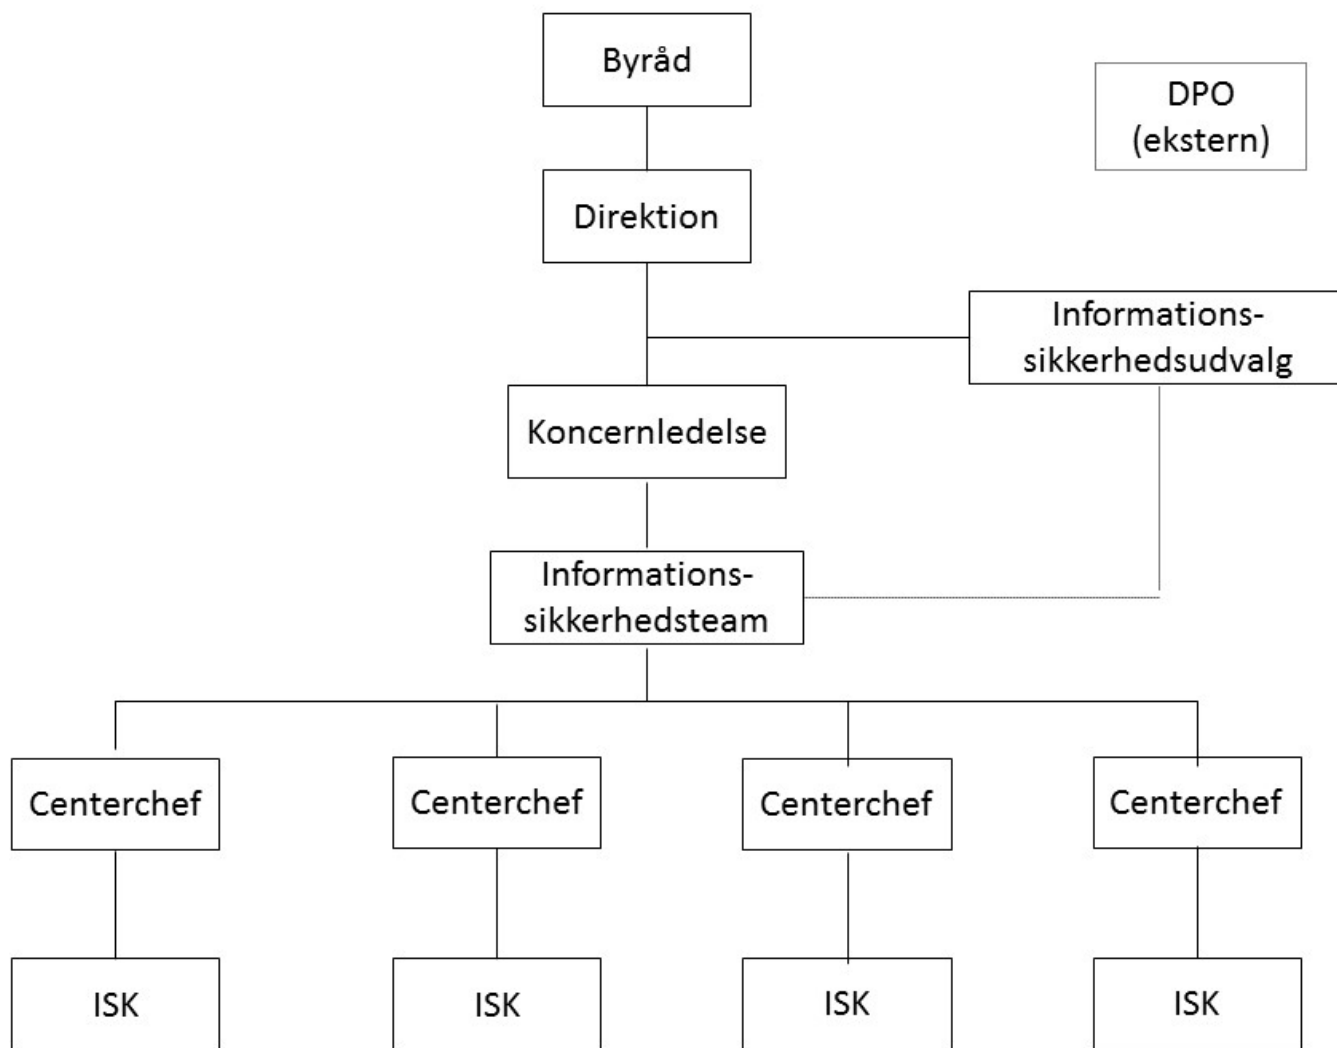 Byråd
DPO
(ekstern)
Direktion
Informations-
sikkerhedsudvalg
Koncernledelse
Informations-
sikkerhedsteam
Centerchef
Centerchef
Centerchef
Centerchef
ISK
ISK
ISK
ISK